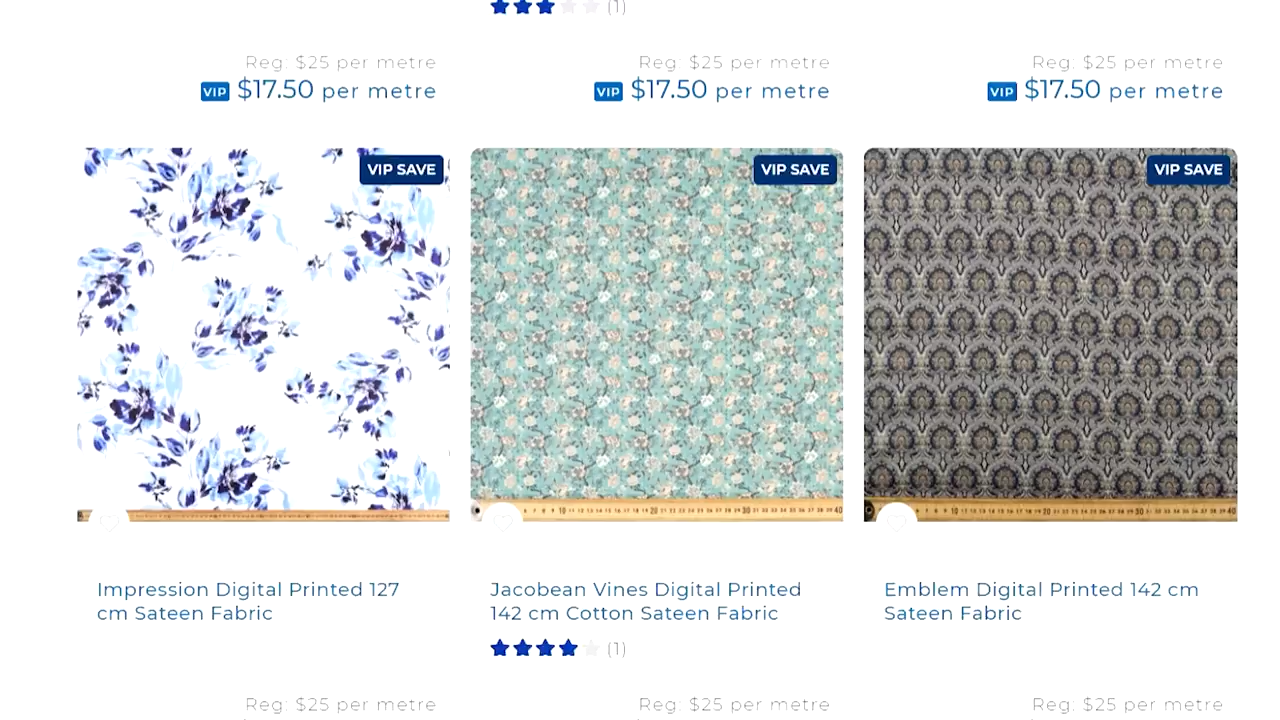 (1)
Reg: $25 per metre
VIP $17.50 per metre
Reg: $25 per metre
VIP $17.50 per metre
Reg: $25 per metre
VIP $17.50 per metre
VIP SAVE
VIP SAVE
VIP SAVE
Impression Digital Printed 127
cm Sateen Fabric
Reg: $25 per metre
Jacobean Vines Digital Printed
142 cm Cotton Sateen Fabric
(1)
Reg: $25 per metre
Emblem Digital Printed 142 cm
Sateen Fabric
Reg: $25 per metre